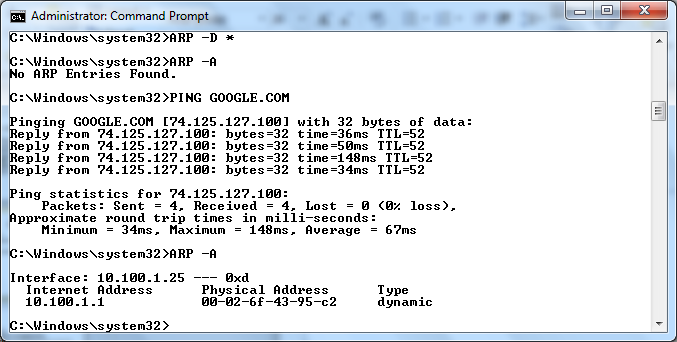 Administrator: Command Prompt
C:\Windows\system32>ARP -D *
C:\Windows\system32>ARP -A
No ARP Entries Found.
C:\Windows\system32>PING GOOGLE.COM
Pinging GOOGLE.COM [74.125.127.100] with 32 bytes of data:
Reply from 74.125.127.100: bytes=32 time=36ms TTL=52
Reply from 74.125.127.100: bytes=32 time=50ms TTL=52
Reply from 74.125.127.100: bytes=32 time=148ms TTL=52
Reply from 74.125.127.100: bytes=32 time=34ms TTL=52
Ping statistics for 74.125.127.100:
    Packets: Sent = 4, Received = 4, Lost = 0 (0% loss),
Approximate round trip times in milli-seconds:
    Minimum = 34ms, Maximum = 148ms, Average = 67ms
C:\Windows\system32>ARP -A
Interface: 10.100.1.25 --- 0xd
  Internet Address      Physical Address      Type
  10.100.1.1            00-02-6f-43-95-c2     dynamic
C:\Windows\system32>